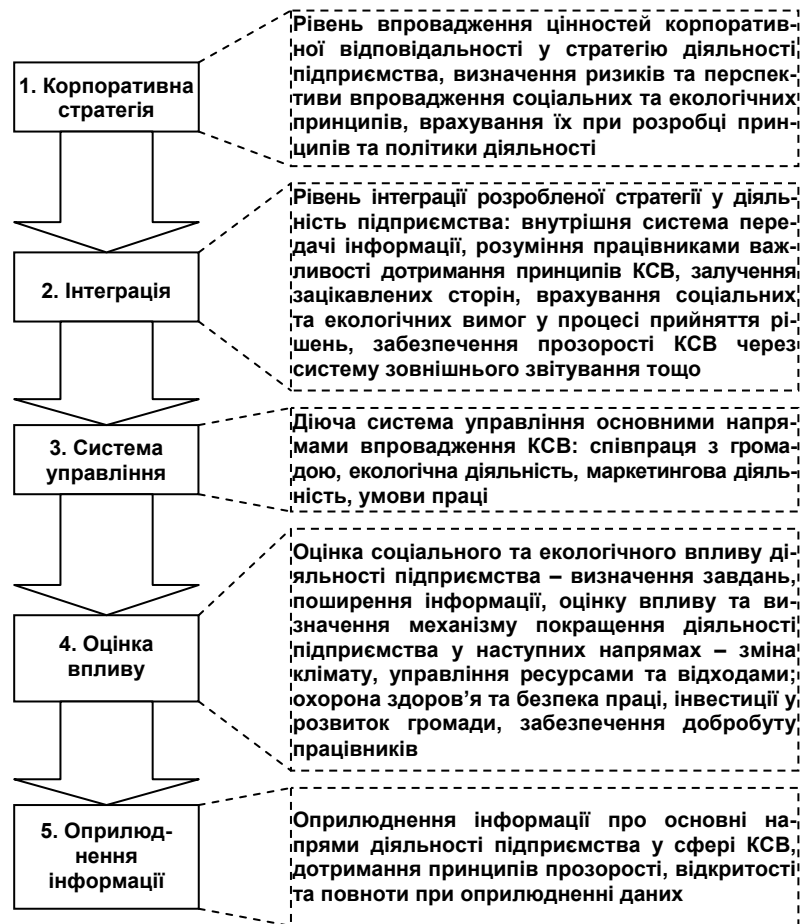 1. Корпоративна
стратегія
Рівень впровадження цінностей корпоратив-
ної відповідальності у стратегію діяльності
підприємства, визначення ризиків та перспек-
тиви впровадження соціальних та екологічних
принципів, врахування їх при розробці прин-
ципів та політики діяльності
2. Інтеграція
Рівень інтеграції розробленої стратегії у діяль-
ність підприємства: внутрішня система пере-
дачі інформації, розуміння працівниками важ-
ливості дотримання принципів КСВ, залучення
зацікавлених сторін, врахування соціальних
та екологічних вимог у процесі прийняття рі-
шень, забезпечення прозорості КСВ через
систему зовнішнього звітування тощо
3. Система
управління
Діюча система управління основними напря-
мами впровадження КСВ: співпраця з грома-
дою, екологічна діяльність, маркетингова діяль-
ність, умови праці
4. Оцінка
впливу
Оцінка соціального та екологічного впливу ді-
яльності підприємства – визначення завдань,
поширення інформації, оцінку впливу та ви-
значення механізму покращення діяльності
підприємства у наступних напрямах – зміна
клімату, управління ресурсами та відходами;
охорона здоров’я та безпека праці, інвестиції у
розвиток громади, забезпечення добробуту
працівників
5. Оприлюд-
нення
інформації
Оприлюднення інформації про основні на-
прями діяльності підприємства у сфері КСВ,
дотримання принципів прозорості, відкритості
та повноти при оприлюдненні даних